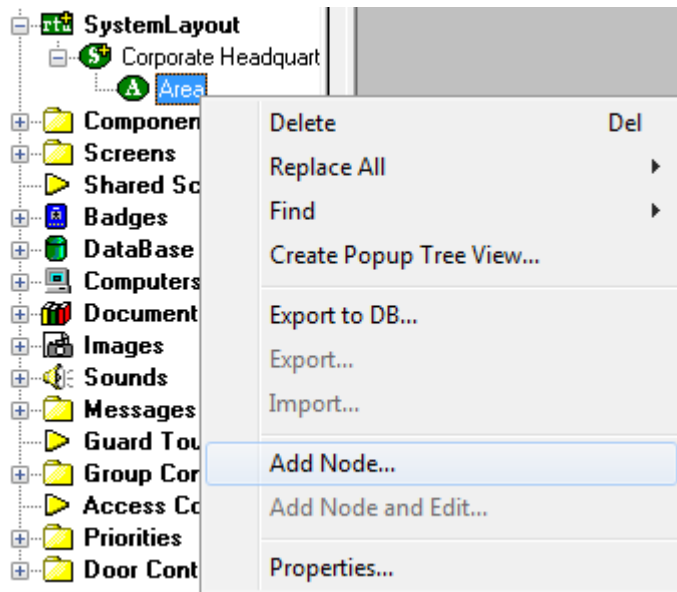 SystemLayout
Corporate Headquart
Area
Componen
Screens
Shared Sc
Badges
DataBase
Computers
Document
Images
Sounds
Messages
Guard Tou
Group Cor
Access Co
Priorities
Door Cont
Delete Del
Replace All
Find
Create Popup Tree View...
Export to DB...
Export...
Import...
Add Node...
Add Node and Edit...
Properties...